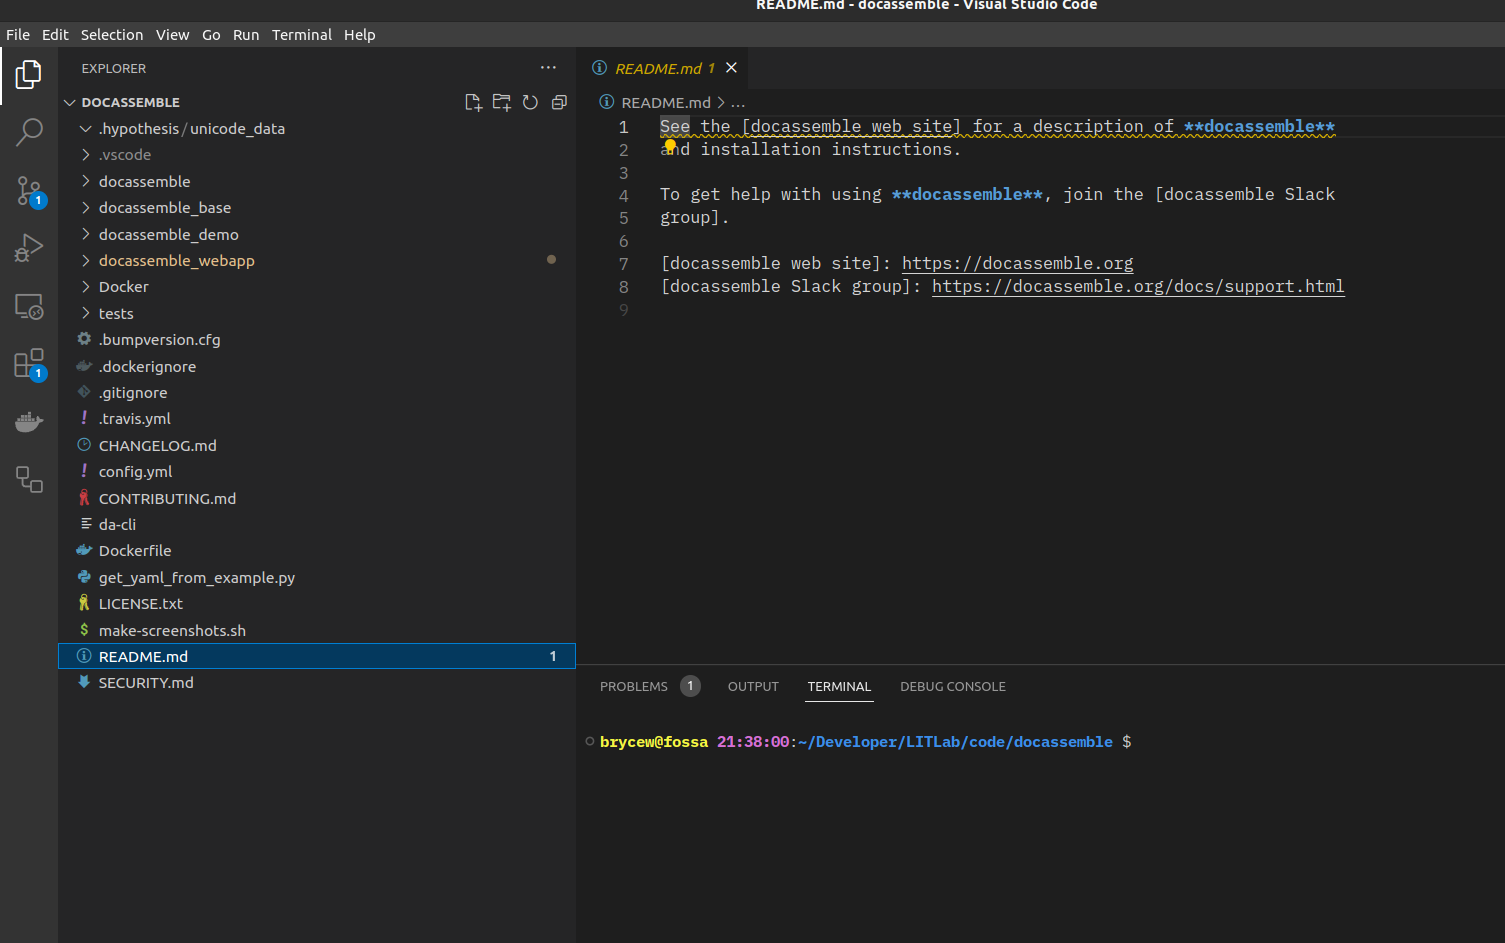 README.md - docassemble - Visual Studio Code
File Edit Selection View Go Run Terminal Help
EXPLORER
DOCASSEMBLE
.hypothesis / unicode_data
.vscode
docassemble
docassemble_base
docassemble_demo
docassemble_webapp
Docker
tests
.bumpversion.cfg
.dockerignore
.gitignore
! .travis.yml
CHANGELOG.md
! config.yml
CONTRIBUTING.md
da-cli
Dockerfile
get_yaml_from_example.py
LICENSE.txt
$ make-screenshots.sh
README.md 1
SECURITY.md
1
1
README.md 1
README.md > ...
1 See the [docassemble web site] for a description of **docassemble**
2 and installation instructions.
3
4 To get help with using **docassemble**, join the [docassemble Slack
5 group].
6
7 [docassemble web site]: https://docassemble.org
8 [docassemble Slack group]: https://docassemble.org/docs/support.html
9
PROBLEMS 1 OUTPUT TERMINAL DEBUG CONSOLE
brycew@fossa 21:38:00:~/Developer/LITLab/code/docassemble $